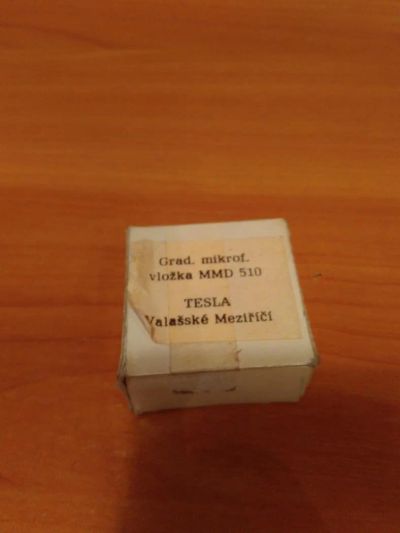 Grad. mikrof.
vložka MMD 510
TESLA
Valašské Meziříčí